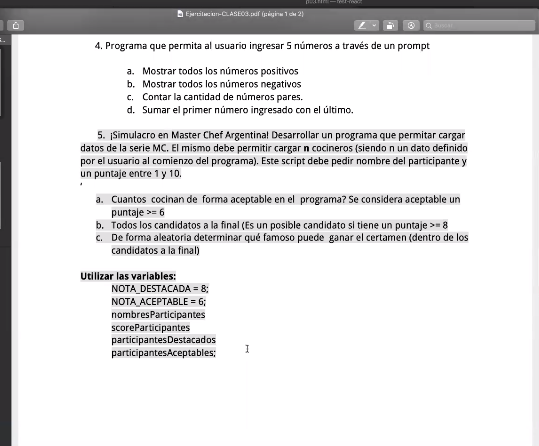 Ejercitacion-CLASE03.pdf (página 1 de 2)
4. Programa que permita al usuario ingresar 5 números a través de un prompt
a. Mostrar todos los números positivos
b. Mostrar todos los números negativos
c. Contar la cantidad de números pares.
d. Sumar el primer número ingresado con el último.
5. ¡Simulacro en Master Chef Argentina! Desarrollar un programa que permitar cargar
datos de la serie MC. El mismo debe permitir cargar n cocineros (siendo n un dato definido
por el usuario al comienzo del programa). Este script debe pedir nombre del participante y
un puntaje entre 1 y 10.
a. Cuantos cocinan de forma aceptable en el programa? Se considera aceptable un
puntaje >= 6
b. Todos los candidatos a la final (Es un posible candidato si tiene un puntaje >= 8
c. De forma aleatoria determinar qué famoso puede ganar el certamen (dentro de los
candidatos a la final)
Utilizar las variables:
NOTA_DESTACADA = 8;
NOTA_ACEPTABLE = 6;
nombresParticipantes
scoreParticipantes
participantesDestacados
participantesAceptables;